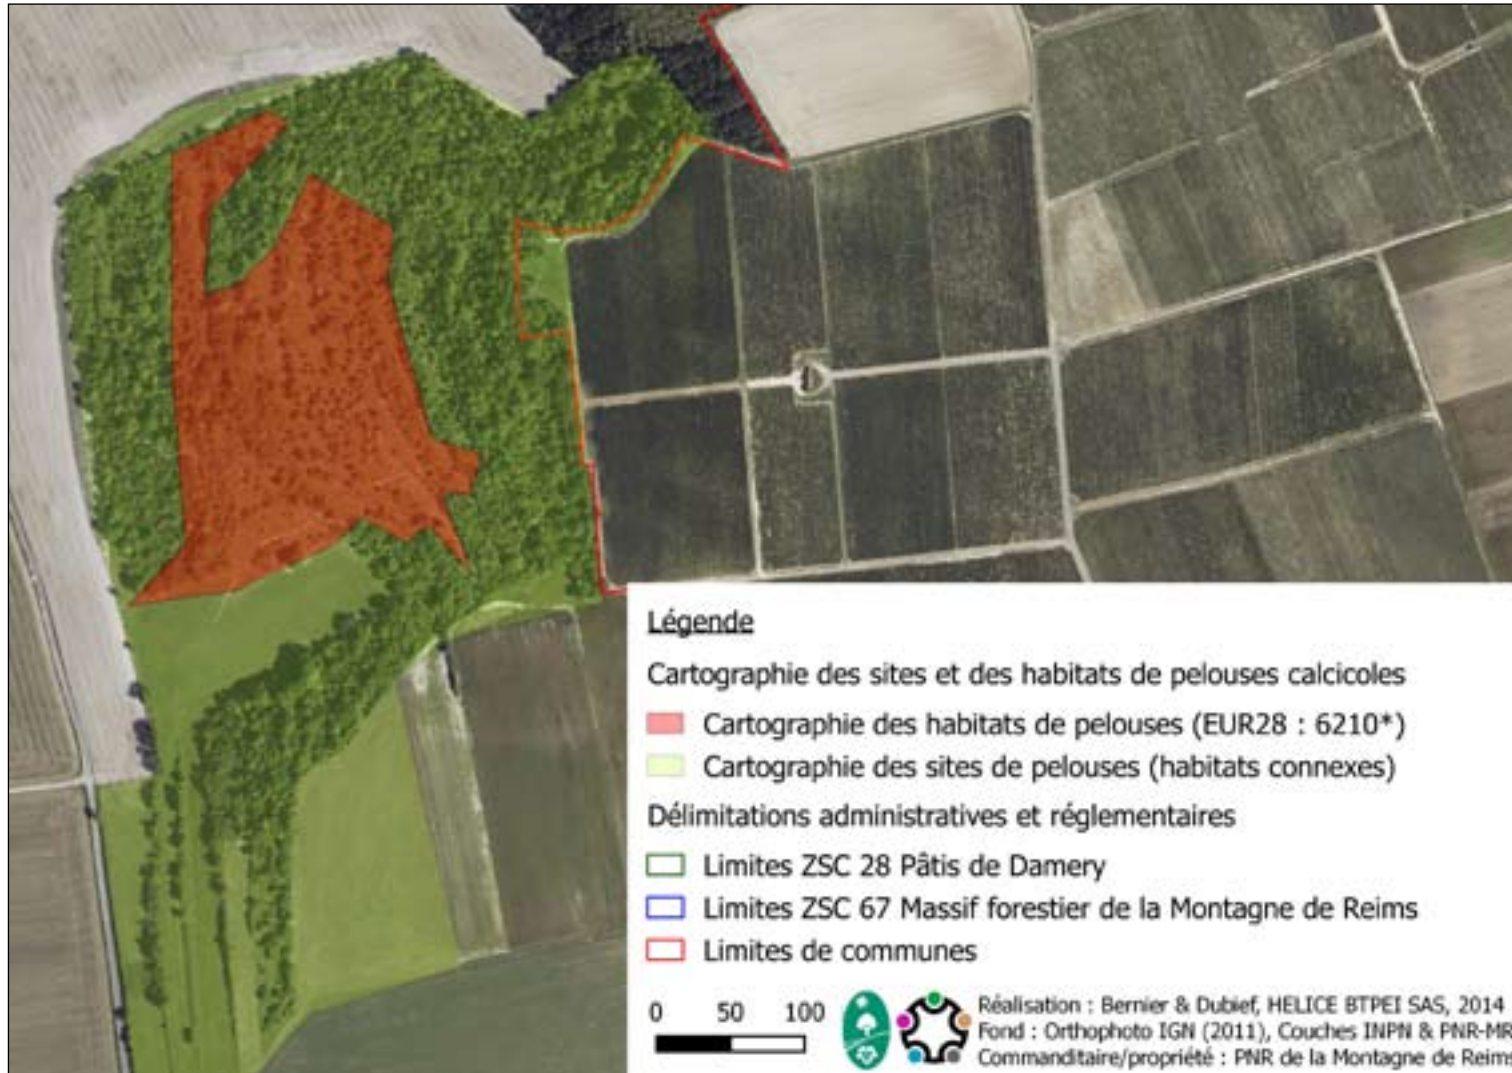 Légende
Cartographie des sites et des habitats de pelouses calcicoles
Cartographie des habitats de pelouses (EUR28 : 6210*)
Cartographie des sites de pelouses (habitats connexes)
Délimitations administratives et réglementaires
Limites ZSC 28 Pâtis de Damery
Limites ZSC 67 Massif forestier de la Montagne de Reims
Limites de communes
0 50 100
Réalisation : Bernier & Dubief, HELICE BTPEI SAS, 2014
Fond : Orthophoto IGN (2011), Couches INPN & PNR-MR
Commanditaire/propriété : PNR de la Montagne de Reims